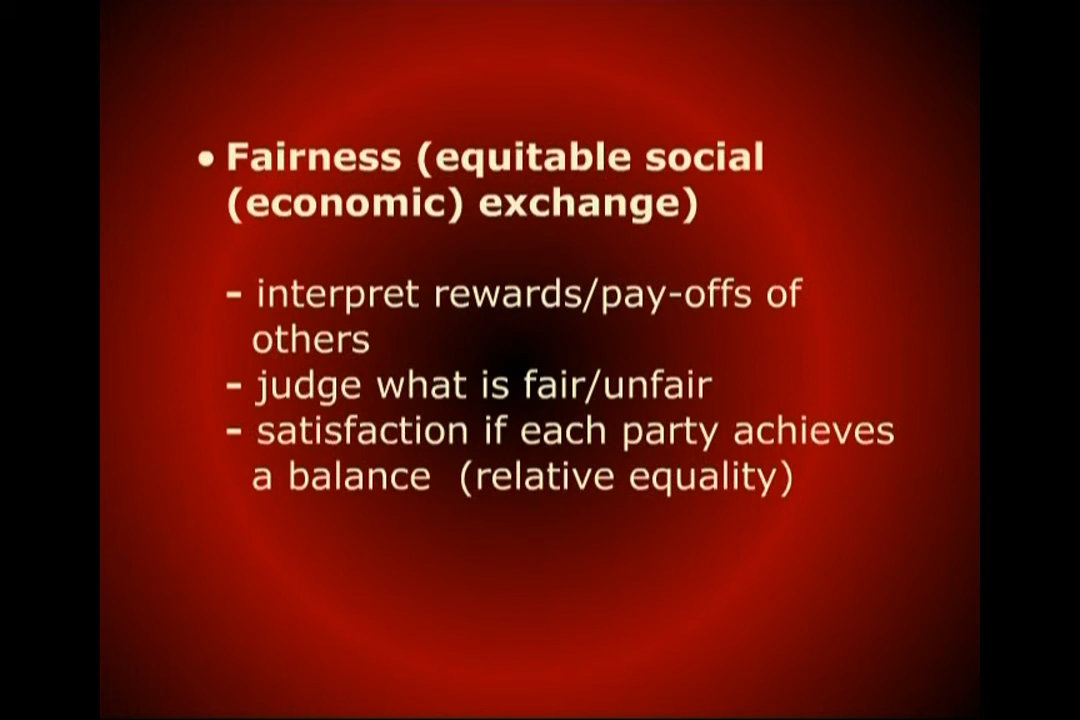 • Fairness (equitable social
(economic) exchange)
- interpret rewards/pay-offs of
others
- judge what is fair/unfair
- satisfaction if each party achieves
a balance (relative equality)